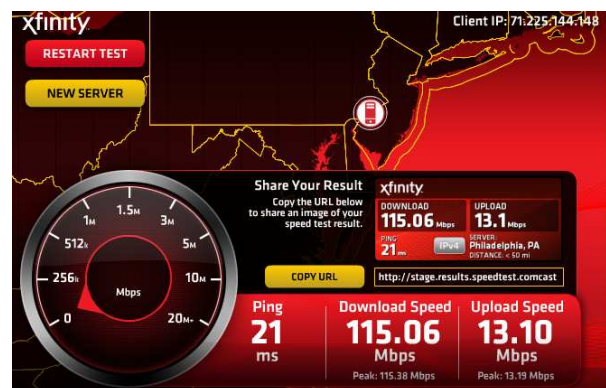 xfinity
Client IP: 71.225.144.148
RESTART TEST
NEW SERVER
Share Your Result
Copy the URL below
to share an image of your
speed test result.
COPY URL
xfinity
DOWNLOAD
115.06 Mbps
UPLOAD
13.1 Mbps
PING
21 ms
IPv4
SERVER:
Philadelphia, PA
DISTANCE: < 50 mi
http://stage.results.speedtest.comcast
0
256k
512k
1M
1.5M
3M
5M
10M
20M+
Mbps
Ping
21
ms
Download Speed
115.06
Mbps
Peak: 115.38 Mbps
Upload Speed
13.10
Mbps
Peak: 13.19 Mbps